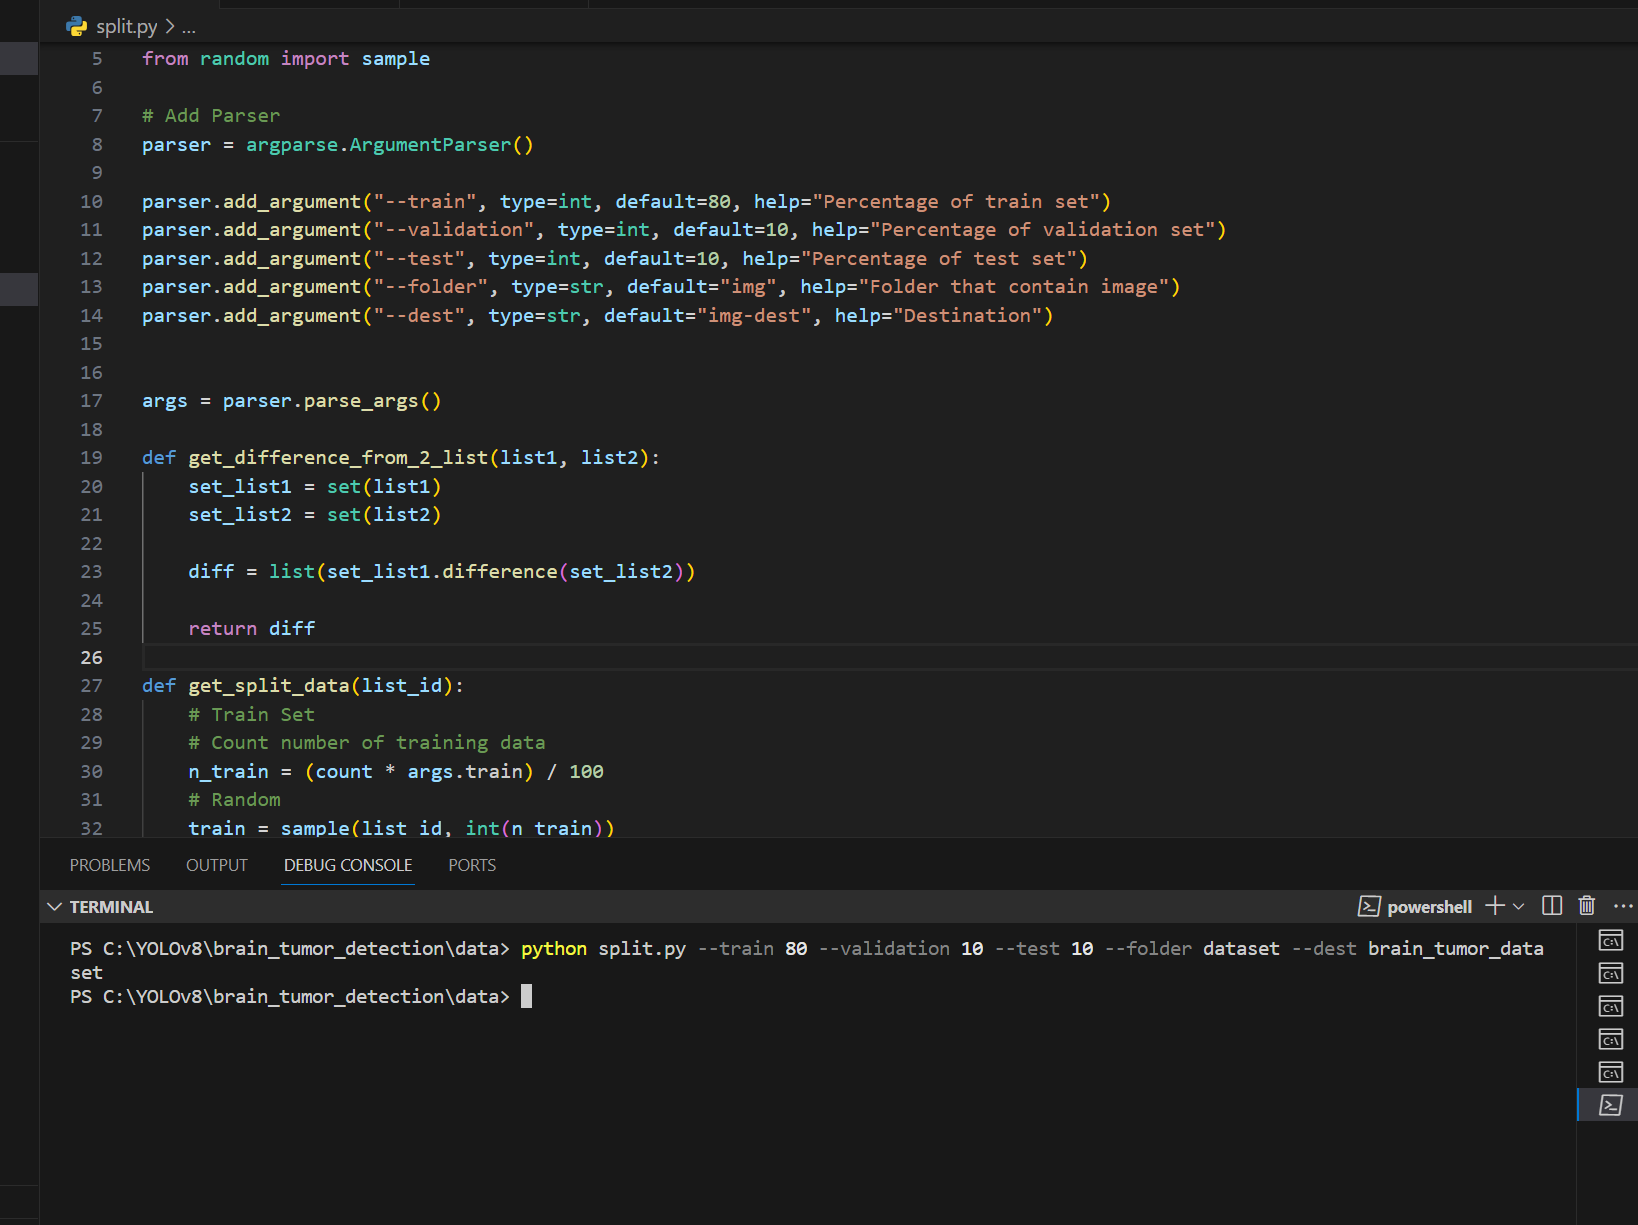 split.py > ...
5 from random import sample
6
7 # Add Parser
8 parser = argparse.ArgumentParser()
9
10 parser.add_argument("--train", type=int, default=80, help="Percentage of train set")
11 parser.add_argument("--validation", type=int, default=10, help="Percentage of validation set")
12 parser.add_argument("--test", type=int, default=10, help="Percentage of test set")
13 parser.add_argument("--folder", type=str, default="img", help="Folder that contain image")
14 parser.add_argument("--dest", type=str, default="img-dest", help="Destination")
15
16
17 args = parser.parse_args()
18
19 def get_difference_from_2_list(list1, list2):
20     set_list1 = set(list1)
21     set_list2 = set(list2)
22
23     diff = list(set_list1.difference(set_list2))
24
25     return diff
26
27 def get_split_data(list_id):
28     # Train Set
29     # Count number of training data
30     n_train = (count * args.train) / 100
31     # Random
32     train = sample(list_id, int(n_train))
PROBLEMS OUTPUT DEBUG CONSOLE PORTS
TERMINAL powershell
PS C:\YOLOv8\brain_tumor_detection\data> python split.py --train 80 --validation 10 --test 10 --folder dataset --dest brain_tumor_data
set
PS C:\YOLOv8\brain_tumor_detection\data>